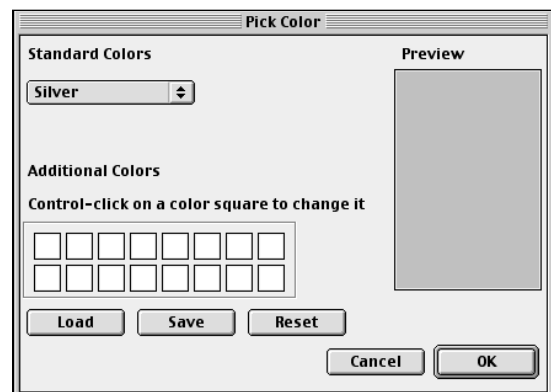 Pick Color
Standard Colors
Preview
Silver
Additional Colors
Control-click on a color square to change it
Load
Save
Reset
Cancel
OK